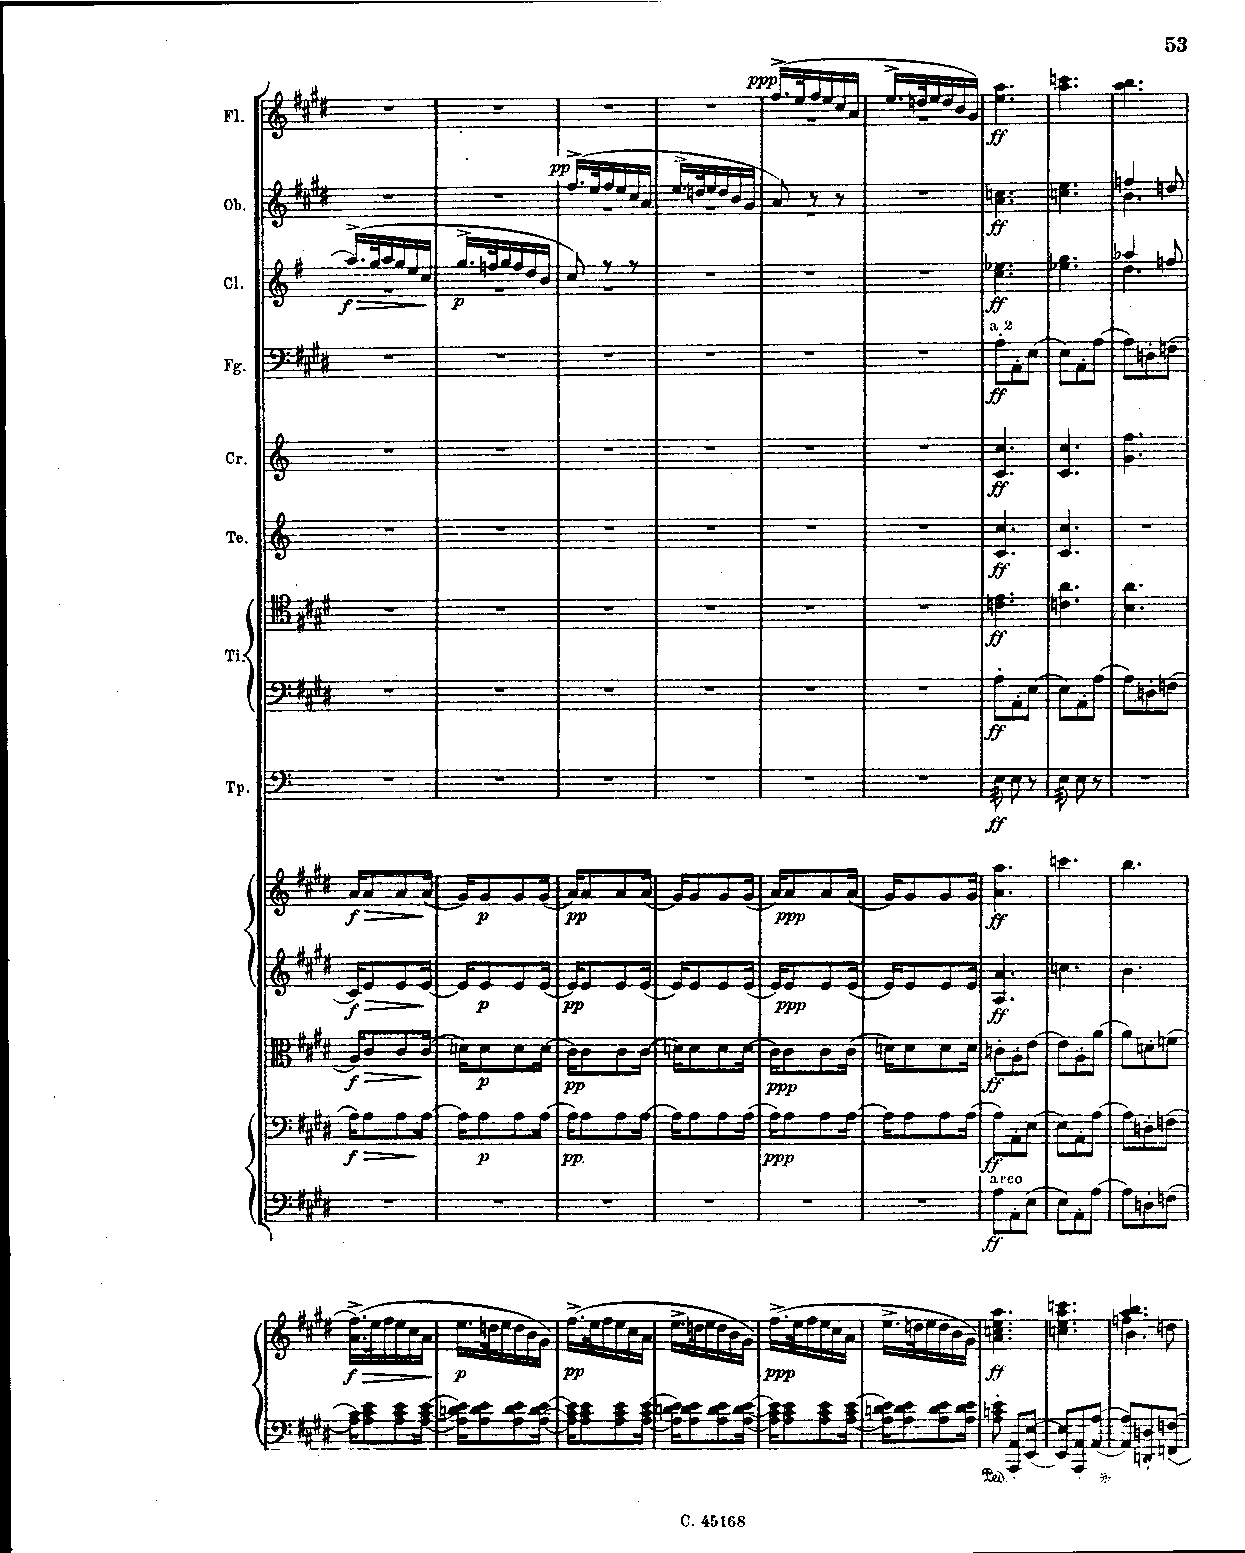 53
ppp
Fl.
ff
pp
Ob.
ff
Cl.
f p ff
a 2
Fg.
ff
Cr.
ff
Te.
ff
ff
Ti.
ff
Tp.
ff
f p pp ppp ff
f p pp ppp ff
f p pp ppp ff
f p pp. ppp ff
arco
ff
f p pp ppp ff
Ped.
C. 45168